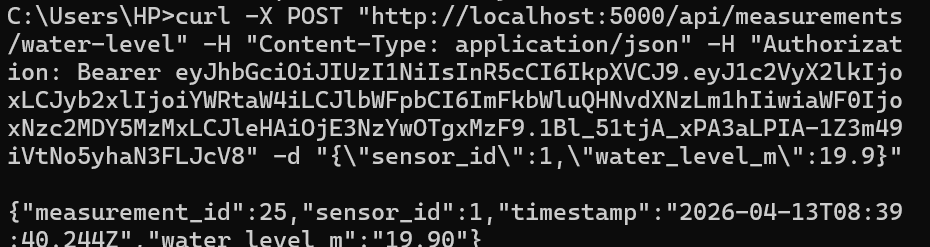 C:\Users\HP>curl -X POST "http://localhost:5000/api/measurements
/water-level" -H "Content-Type: application/json" -H "Authorizat
ion: Bearer eyJhbGciOiJIUzI1NiIsInR5cCI6IkpXVCJ9.eyJ1c2VyX2lkIjo
xLCJyb2xlIjoiYWRtaW4iLCJlbWFpbCI6ImFkbWluQHNvdXNzLm1hIiwiaWF0Ijo
xNzc2MDY5MzMxLCJleHAiOjE3NzYwOTgxMzF9.1Bl_51tjA_xPA3aLPIA-1Z3m49
iVtNo5yhaN3FLJcV8" -d "{\"sensor_id\":1,\"water_level_m\":19.9}"
{"measurement_id":25,"sensor_id":1,"timestamp":"2026-04-13T08:39
:40.244Z","water_level_m":"19.90"}